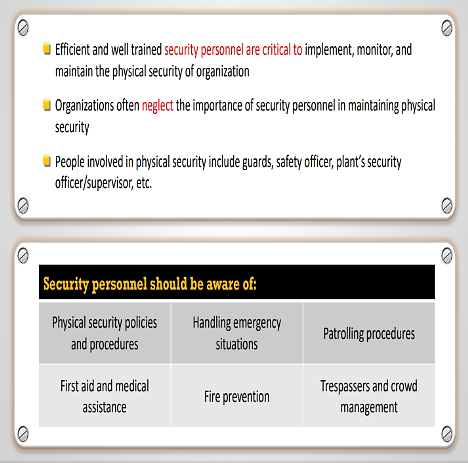 Efficient and well trained security personnel are critical to implement, monitor, and
maintain the physical security of organization
Organizations often neglect the importance of security personnel in maintaining physical
security
People involved in physical security include guards, safety officer, plant's security
officer/supervisor, etc.
Security personnel should be aware of:
Physical security policies
and procedures
Handling emergency
situations
Patrolling procedures
First aid and medical
assistance
Fire prevention
Trespassers and crowd
management